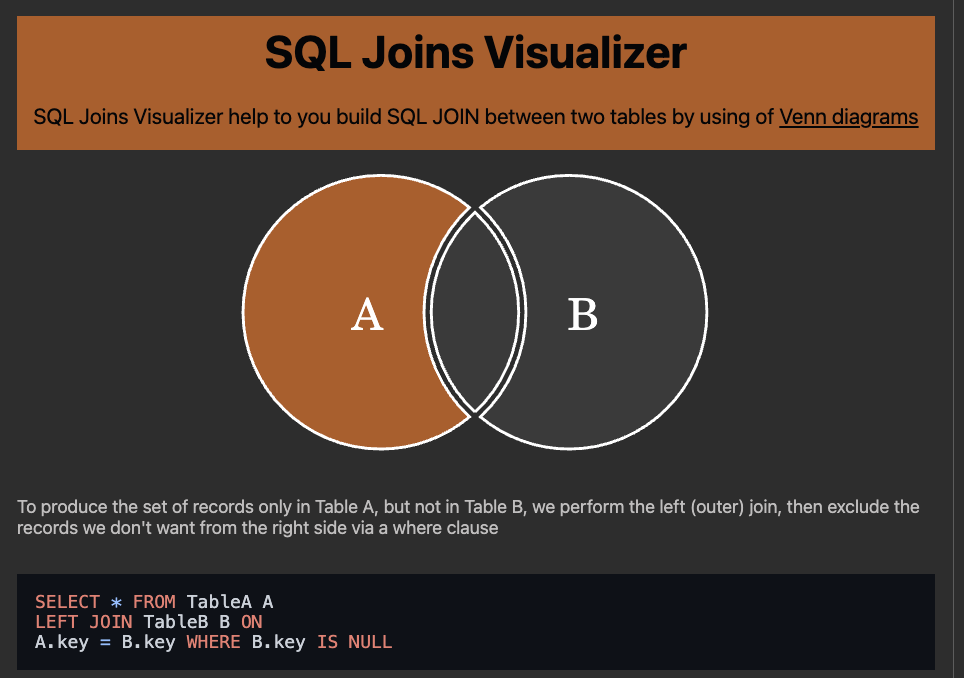 SQL Joins Visualizer
SQL Joins Visualizer help to you build SQL JOIN between two tables by using of Venn diagrams
A
B
To produce the set of records only in Table A, but not in Table B, we perform the left (outer) join, then exclude the
records we don't want from the right side via a where clause
SELECT * FROM TableA A
LEFT JOIN TableB B ON
A.key = B.key WHERE B.key IS NULL